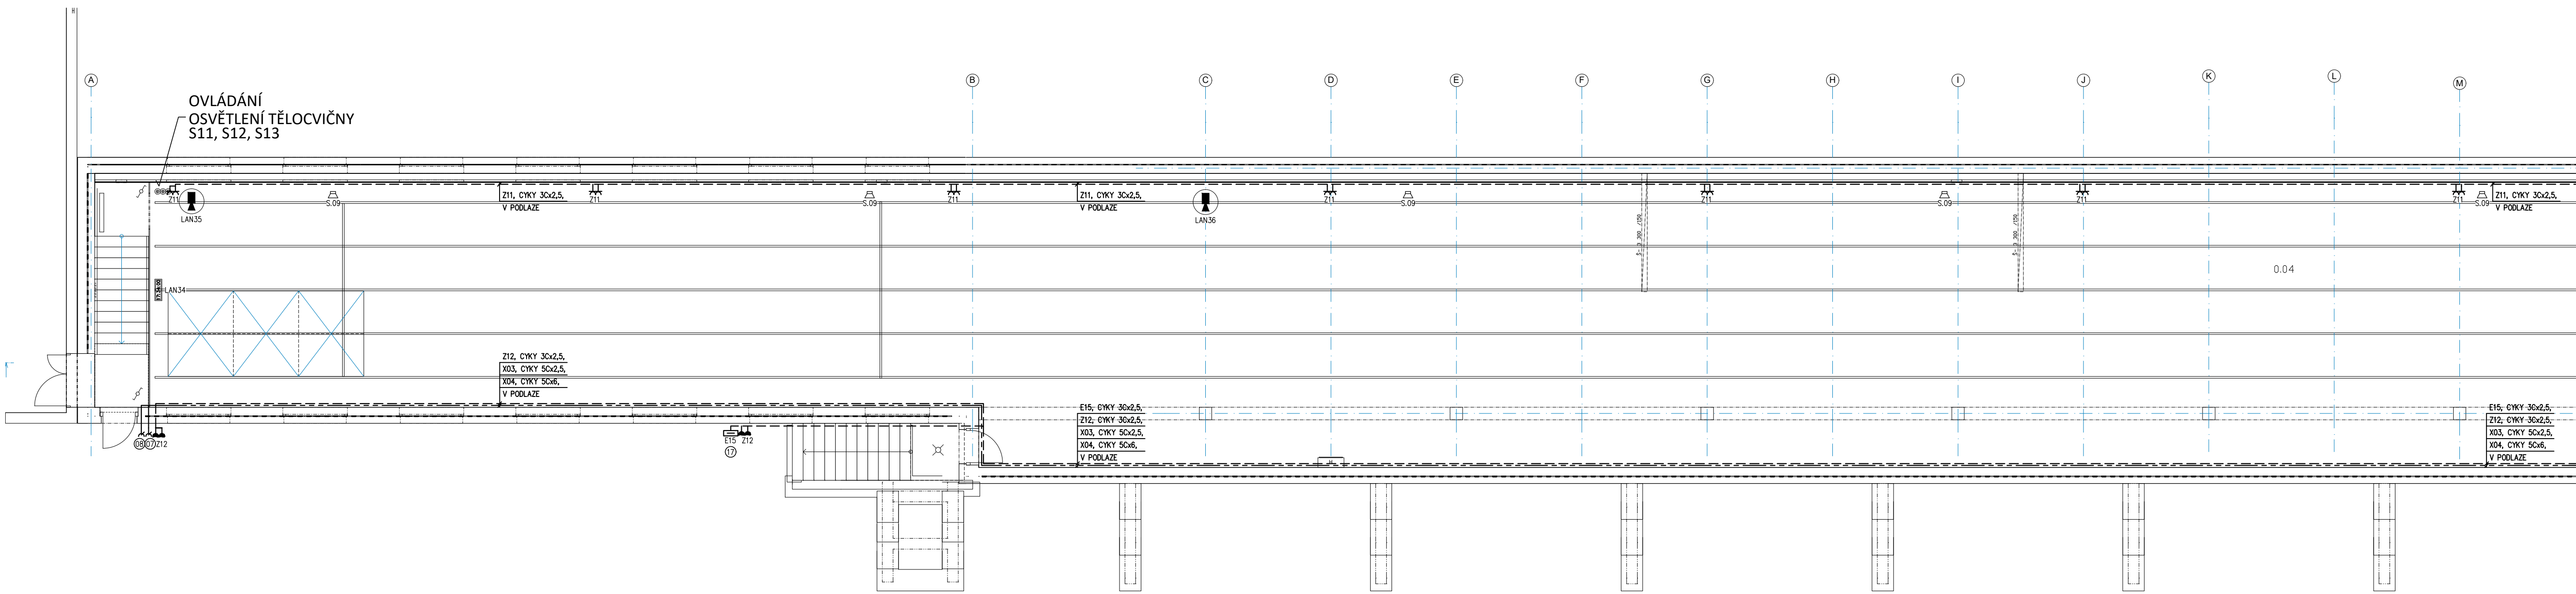 A
B
C
D
E
F
G
H
I
J
K
L
M
OVLÁDÁNÍ
OSVĚTLENÍ TĚLOCVIČNY
S11, S12, S13
Z11
LAN35
S.09
Z11, CYKY 3Cx2,5,
V PODLAZE
Z11
S.09
Z11
Z11, CYKY 3Cx2,5,
V PODLAZE
LAN36
Z11
S.09
Z11
S.09
Z11
Z11
S.09
Z11, CYKY 3Cx2,5,
V PODLAZE
0.04
LAN34
Z12, CYKY 3Cx2,5,
X03, CYKY 5Cx2,5,
X04, CYKY 5Cx6,
V PODLAZE
E15, CYKY 3Cx2,5,
Z12, CYKY 3Cx2,5,
X03, CYKY 5Cx2,5,
X04, CYKY 5Cx6,
V PODLAZE
E15, CYKY 3Cx2,5,
Z12, CYKY 3Cx2,5,
X03, CYKY 5Cx2,5,
X04, CYKY 5Cx6,
V PODLAZE
08 07 Z12
E15 Z12
17